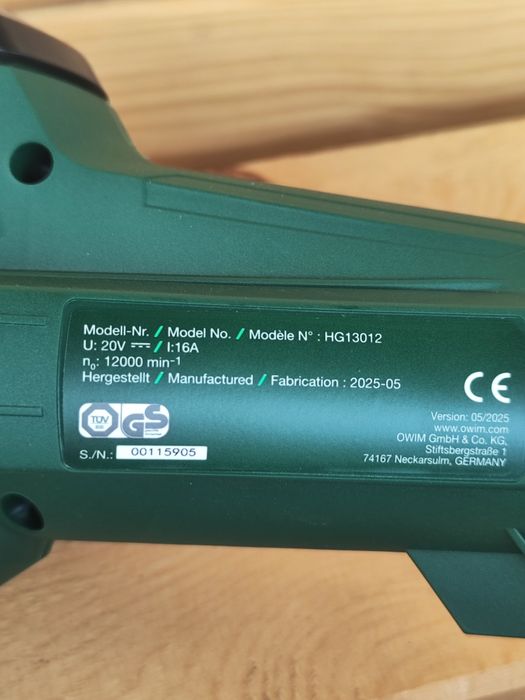 Modell-Nr. / Model No. / Modèle N° : HG13012
U: 20V ⎓ / I:16A
n₀: 12000 min⁻¹
Hergestellt / Manufactured / Fabrication : 2025-05
CE
TÜV GS
Version: 05/2025
www.owim.com
OWIM GmbH & Co. KG,
Stiftsbergstraße 1
74167 Neckarsulm, GERMANY
S./N.: 00115905